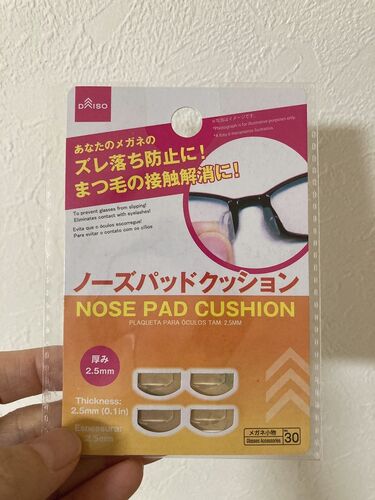 DAISO
※写真はイメージです。
*Photograph is for illustrative purposes only.
*A foto é meramente ilustrativa.
あなたのメガネの
ズレ落ち防止に!
まつ毛の接触解消に!
To prevent glasses from slipping!
Eliminates contact with eyelashes!
Evita que o óculos escorregue!
Para evitar o contato com os cílios
ノーズパッドクッション
NOSE PAD CUSHION
PLAQUETA PARA ÓCULOS TAM: 2,5MM
厚み
2.5mm
Thickness:
2.5mm (0.1in)
Espessura:
2.5mm
メガネ小物
Glasses Accessories
30